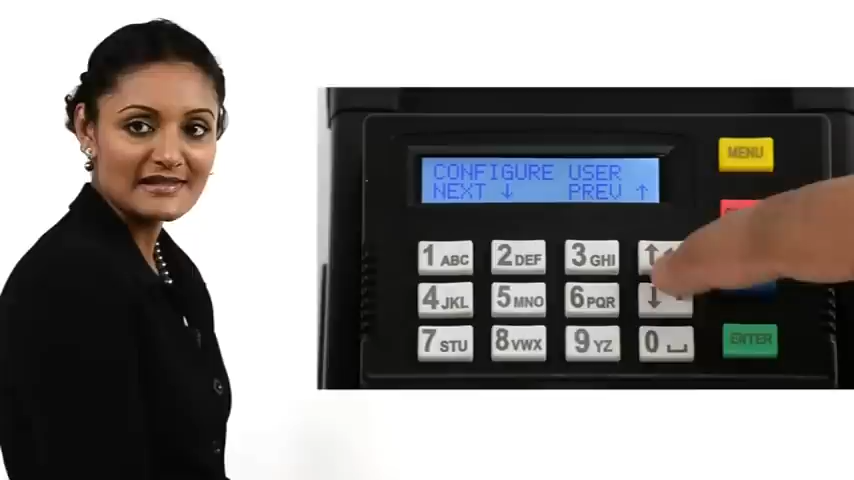 CONFIGURE USER
NEXT ↓ PREV ↑
MENU
1 ABC 2 DEF 3 GHI ↑
4 JKL 5 MNO 6 PQR ↓
7 STU 8 VWX 9 YZ 0 ⎵
ENTER